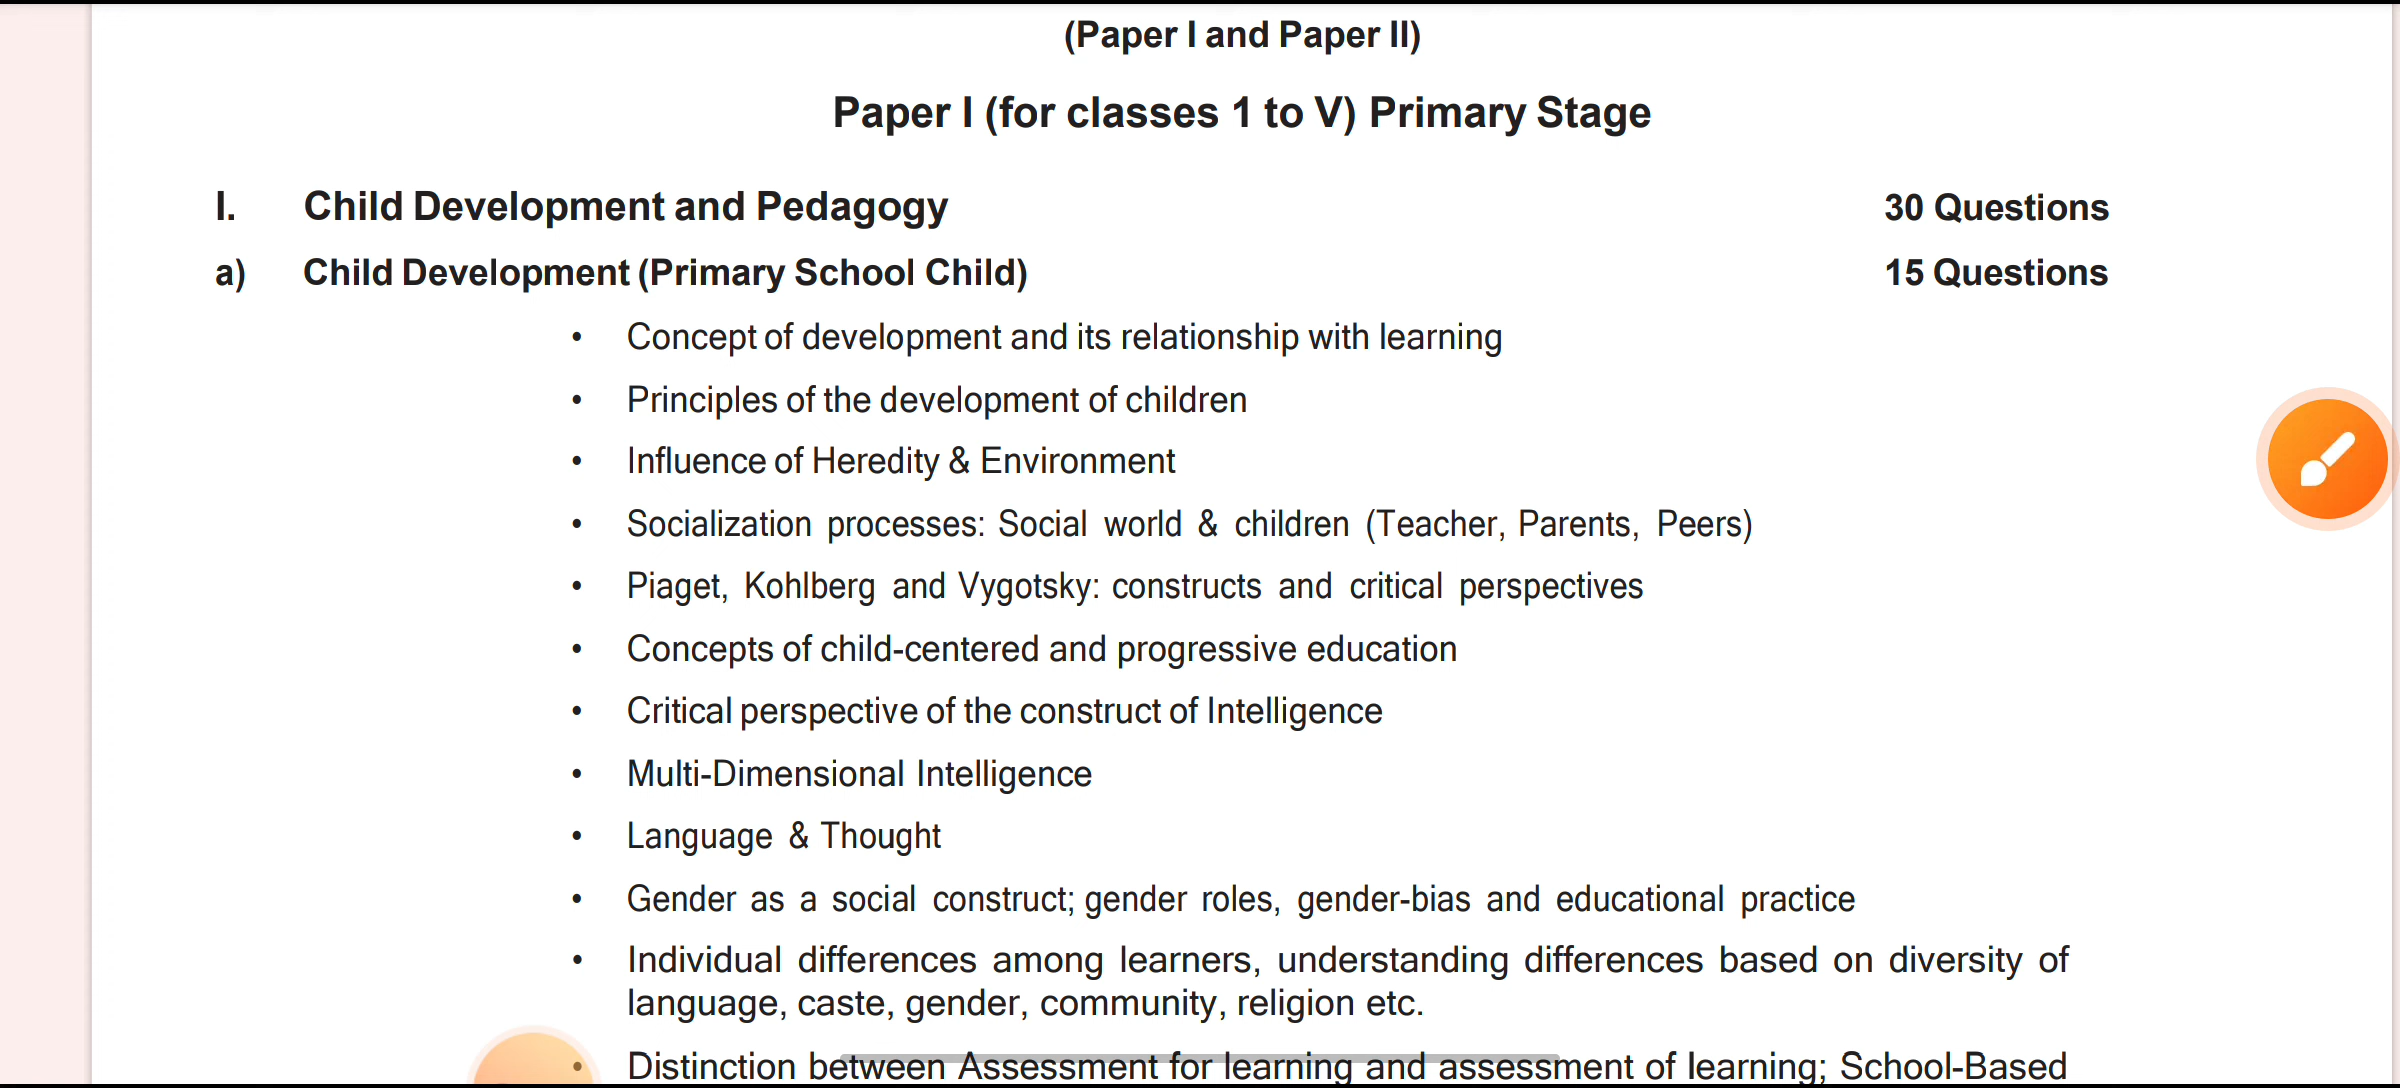 (Paper I and Paper II)
Paper I (for classes 1 to V) Primary Stage
I. Child Development and Pedagogy 30 Questions
a) Child Development (Primary School Child) 15 Questions
• Concept of development and its relationship with learning
• Principles of the development of children
• Influence of Heredity & Environment
• Socialization processes: Social world & children (Teacher, Parents, Peers)
• Piaget, Kohlberg and Vygotsky: constructs and critical perspectives
• Concepts of child-centered and progressive education
• Critical perspective of the construct of Intelligence
• Multi-Dimensional Intelligence
• Language & Thought
• Gender as a social construct; gender roles, gender-bias and educational practice
• Individual differences among learners, understanding differences based on diversity of
language, caste, gender, community, religion etc.
• Distinction between Assessment for learning and assessment of learning; School-Based